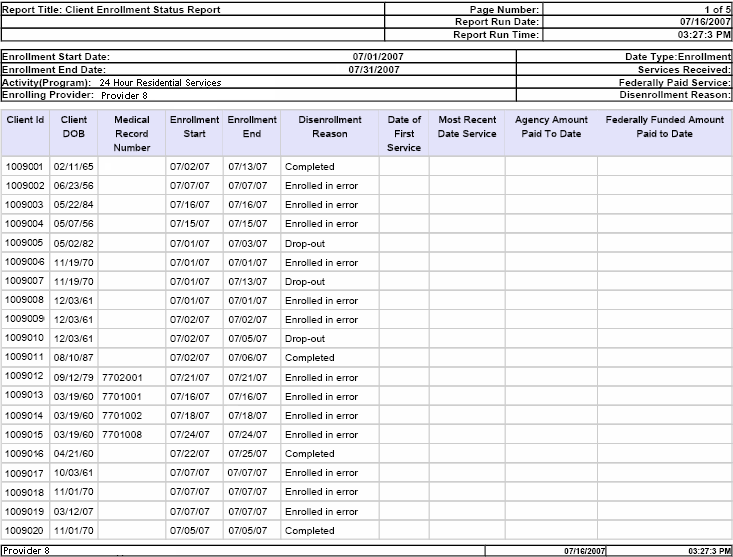 Report Title: Client Enrollment Status Report Page Number: 1 of 5
Report Run Date: 07/16/2007
Report Run Time: 03:27:3 PM
Enrollment Start Date: 07/01/2007 Date Type:Enrollment
Enrollment End Date: 07/31/2007 Services Received:
Activity(Program): 24 Hour Residential Services Federally Paid Service:
Enrolling Provider: Provider 8 Disenrollment Reason:
Client Id Client DOB Medical Record Number Enrollment Start Enrollment End Disenrollment Reason Date of First Service Most Recent Date Service Agency Amount Paid To Date Federally Funded Amount Paid to Date
1009001 02/11/65 07/02/07 07/13/07 Completed
1009002 06/23/56 07/07/07 07/07/07 Enrolled in error
1009003 05/22/84 07/16/07 07/16/07 Enrolled in error
1009004 05/07/56 07/15/07 07/15/07 Enrolled in error
1009005 05/02/82 07/01/07 07/03/07 Drop-out
1009006 11/19/70 07/01/07 07/01/07 Enrolled in error
1009007 11/19/70 07/01/07 07/13/07 Drop-out
1009008 12/03/61 07/01/07 07/01/07 Enrolled in error
1009009 12/03/61 07/02/07 07/02/07 Enrolled in error
1009010 12/03/61 07/02/07 07/05/07 Drop-out
1009011 08/10/87 07/02/07 07/06/07 Completed
1009012 09/12/79 7702001 07/21/07 07/21/07 Enrolled in error
1009013 03/19/60 7701001 07/16/07 07/16/07 Enrolled in error
1009014 03/19/60 7701002 07/18/07 07/18/07 Enrolled in error
1009015 03/19/60 7701008 07/24/07 07/24/07 Enrolled in error
1009016 04/21/60 07/22/07 07/25/07 Completed
1009017 10/03/61 07/07/07 07/07/07 Enrolled in error
1009018 11/01/70 07/07/07 07/07/07 Enrolled in error
1009019 03/12/07 07/07/07 07/07/07 Enrolled in error
1009020 11/01/70 07/05/07 07/05/07 Completed
Provider 8 07/16/2007 03:27:3 PM